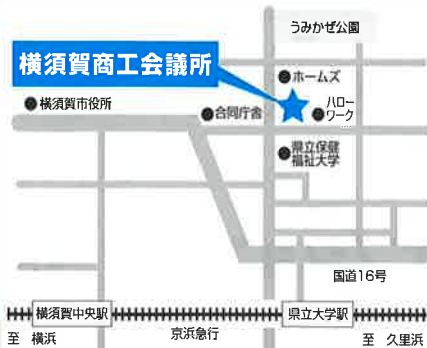 うみかぜ公園
横須賀商工会議所
ホームズ
横須賀市役所
合同庁舎
ハロー
ワーク
県立保健
福祉大学
国道16号
横須賀中央駅
県立大学駅
至 横浜
京浜急行
至 久里浜